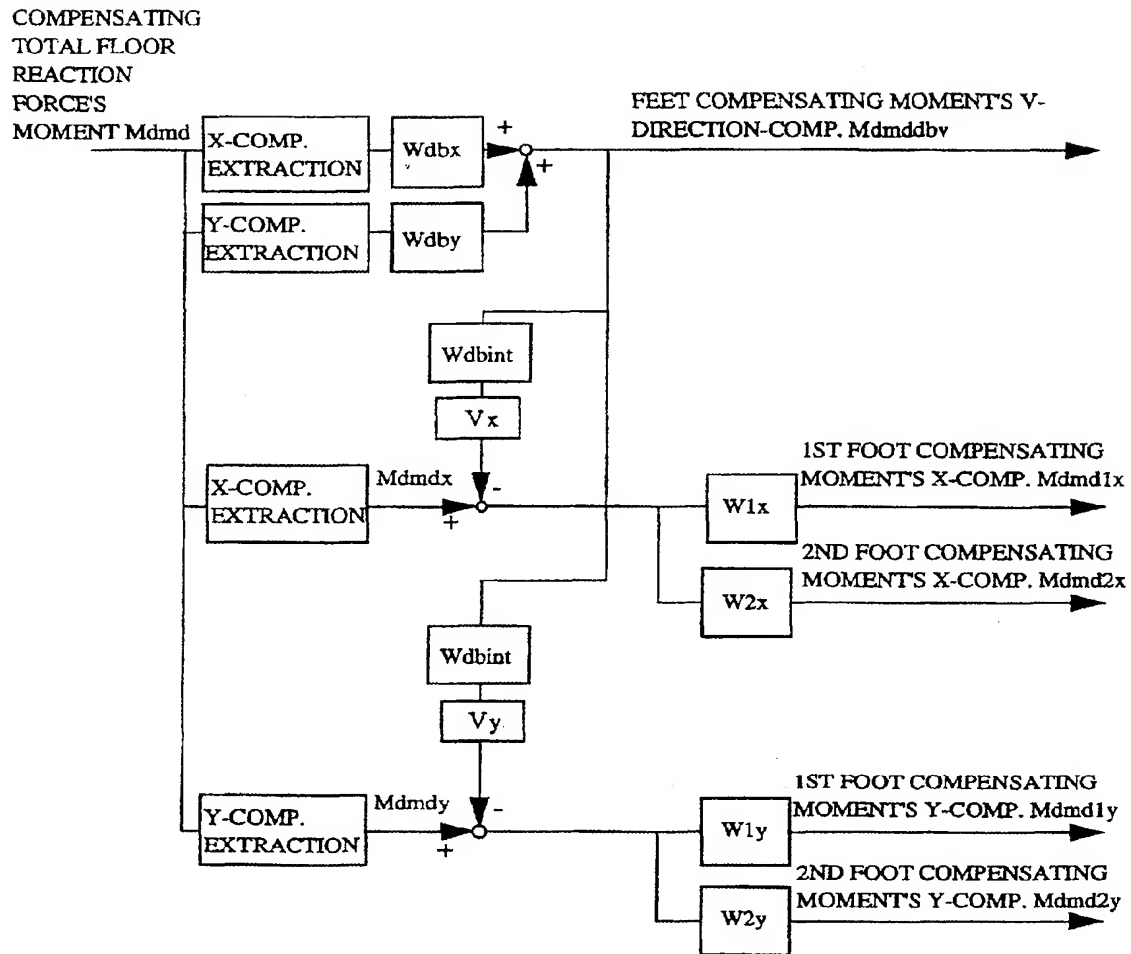 COMPENSATING
TOTAL FLOOR
REACTION
FORCE'S
MOMENT Mdmd
FEET COMPENSATING MOMENT'S V-
DIRECTION-COMP. Mdmddbv
X-COMP.
EXTRACTION
Wdbx
+
+
Y-COMP.
EXTRACTION
Wdby
Wdbint
Vx
X-COMP.
EXTRACTION
Mdmdx
-
+
W1x
1ST FOOT COMPENSATING
MOMENT'S X-COMP. Mdmd1x
2ND FOOT COMPENSATING
MOMENT'S X-COMP. Mdmd2x
W2x
Wdbint
Vy
Y-COMP.
EXTRACTION
Mdmdy
-
+
W1y
1ST FOOT COMPENSATING
MOMENT'S Y-COMP. Mdmd1y
2ND FOOT COMPENSATING
MOMENT'S Y-COMP. Mdmd2y
W2y